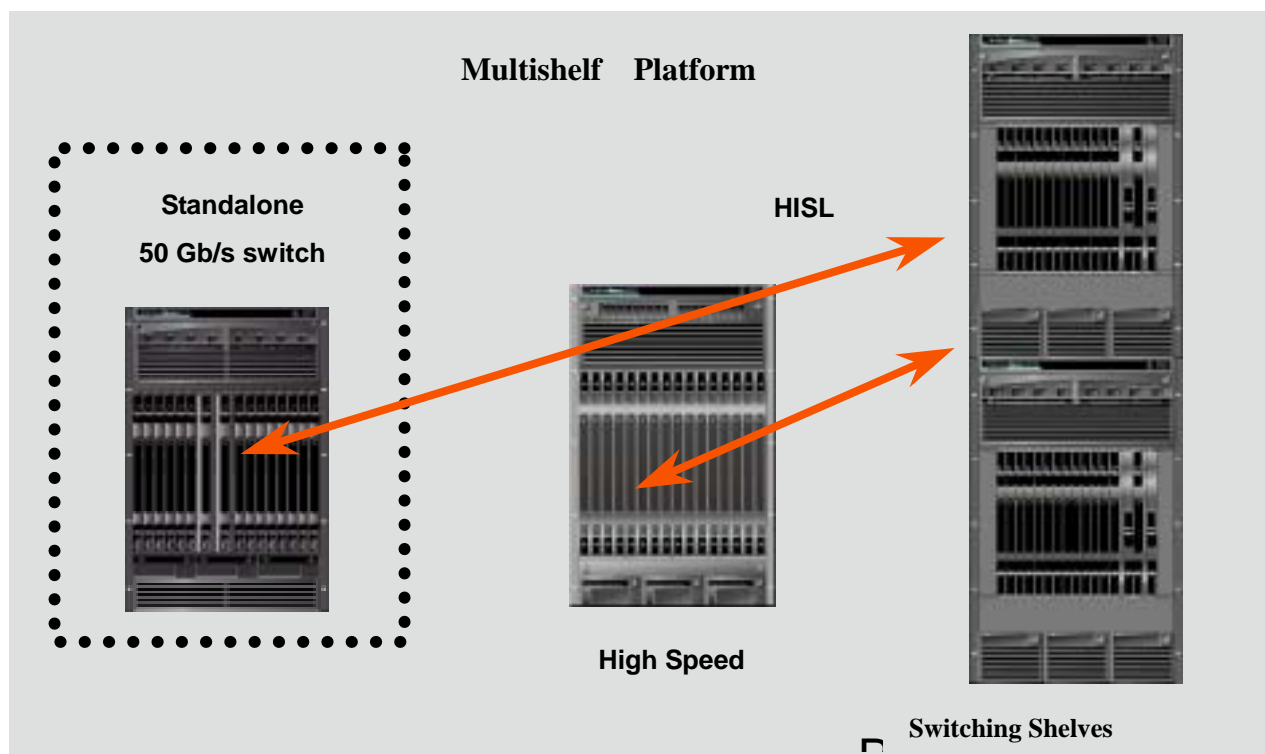 Multishelf Platform
Standalone
50 Gb/s switch
HISL
High Speed
Switching Shelves